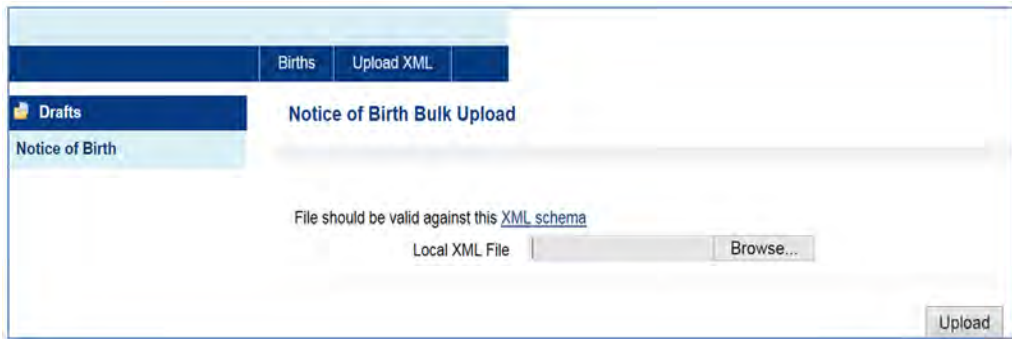 Births Upload XML
Drafts
Notice of Birth Bulk Upload
Notice of Birth
File should be valid against this XML schema
Local XML File Browse...
Upload